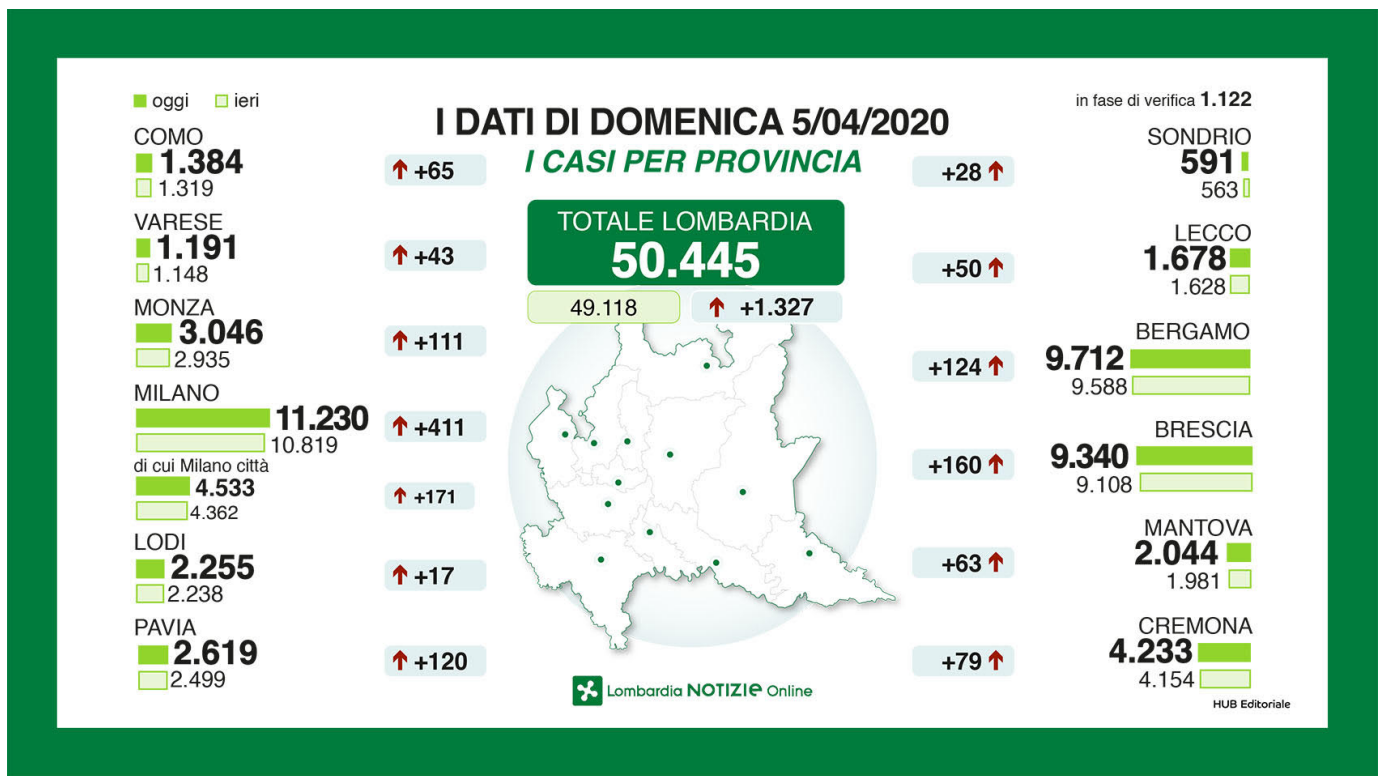 oggi ieri
COMO
1.384
1.319
+65
VARESE
1.191
1.148
+43
MONZA
3.046
2.935
+111
MILANO
11.230
10.819
+411
di cui Milano città
4.533
4.362
+171
LODI
2.255
2.238
+17
PAVIA
2.619
2.499
+120
I DATI DI DOMENICA 5/04/2020
I CASI PER PROVINCIA
TOTALE LOMBARDIA
50.445
49.118 +1.327
Lombardia NOTIZIE Online
in fase di verifica 1.122
SONDRIO
591
563
+28
LECCO
1.678
1.628
+50
BERGAMO
9.712
9.588
+124
BRESCIA
9.340
9.108
+160
MANTOVA
2.044
1.981
+63
CREMONA
4.233
4.154
+79
HUB Editoriale